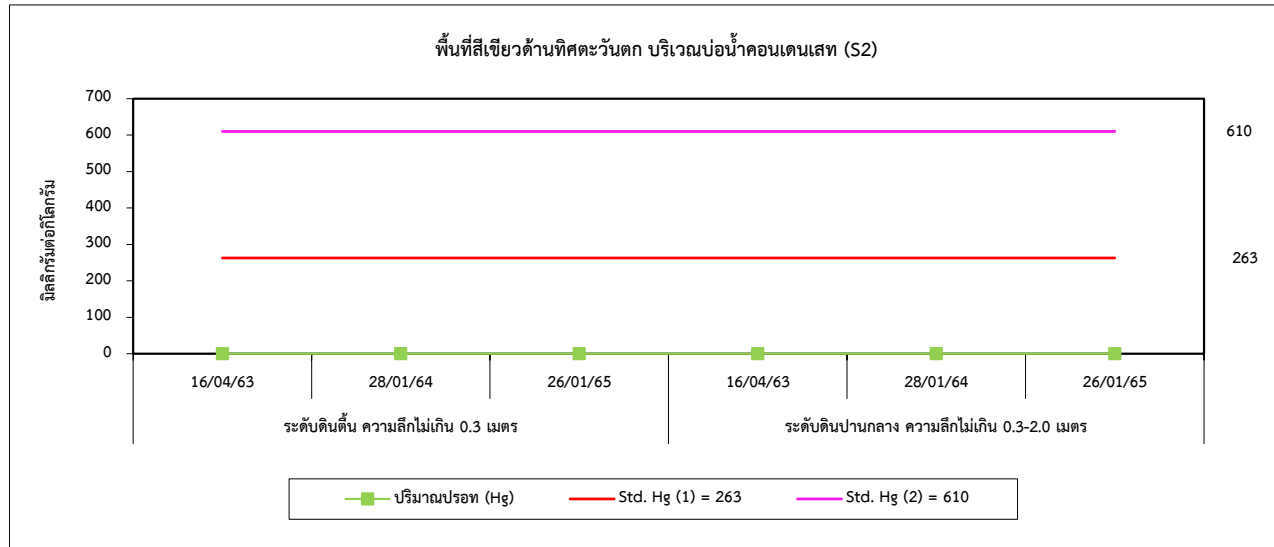 พื้นที่สีเขียวด้านทิศตะวันตก บริเวณบ่อน้ำคอนเดนเสท (S2)
มิลลิกรัมต่อกิโลกรัม
700
600
500
400
300
200
100
0
610
263
16/04/63 28/01/64 26/01/65 16/04/63 28/01/64 26/01/65
ระดับดินตื้น ความลึกไม่เกิน 0.3 เมตร ระดับดินปานกลาง ความลึกไม่เกิน 0.3-2.0 เมตร
ปริมาณปรอท (Hg) Std. Hg (1) = 263 Std. Hg (2) = 610